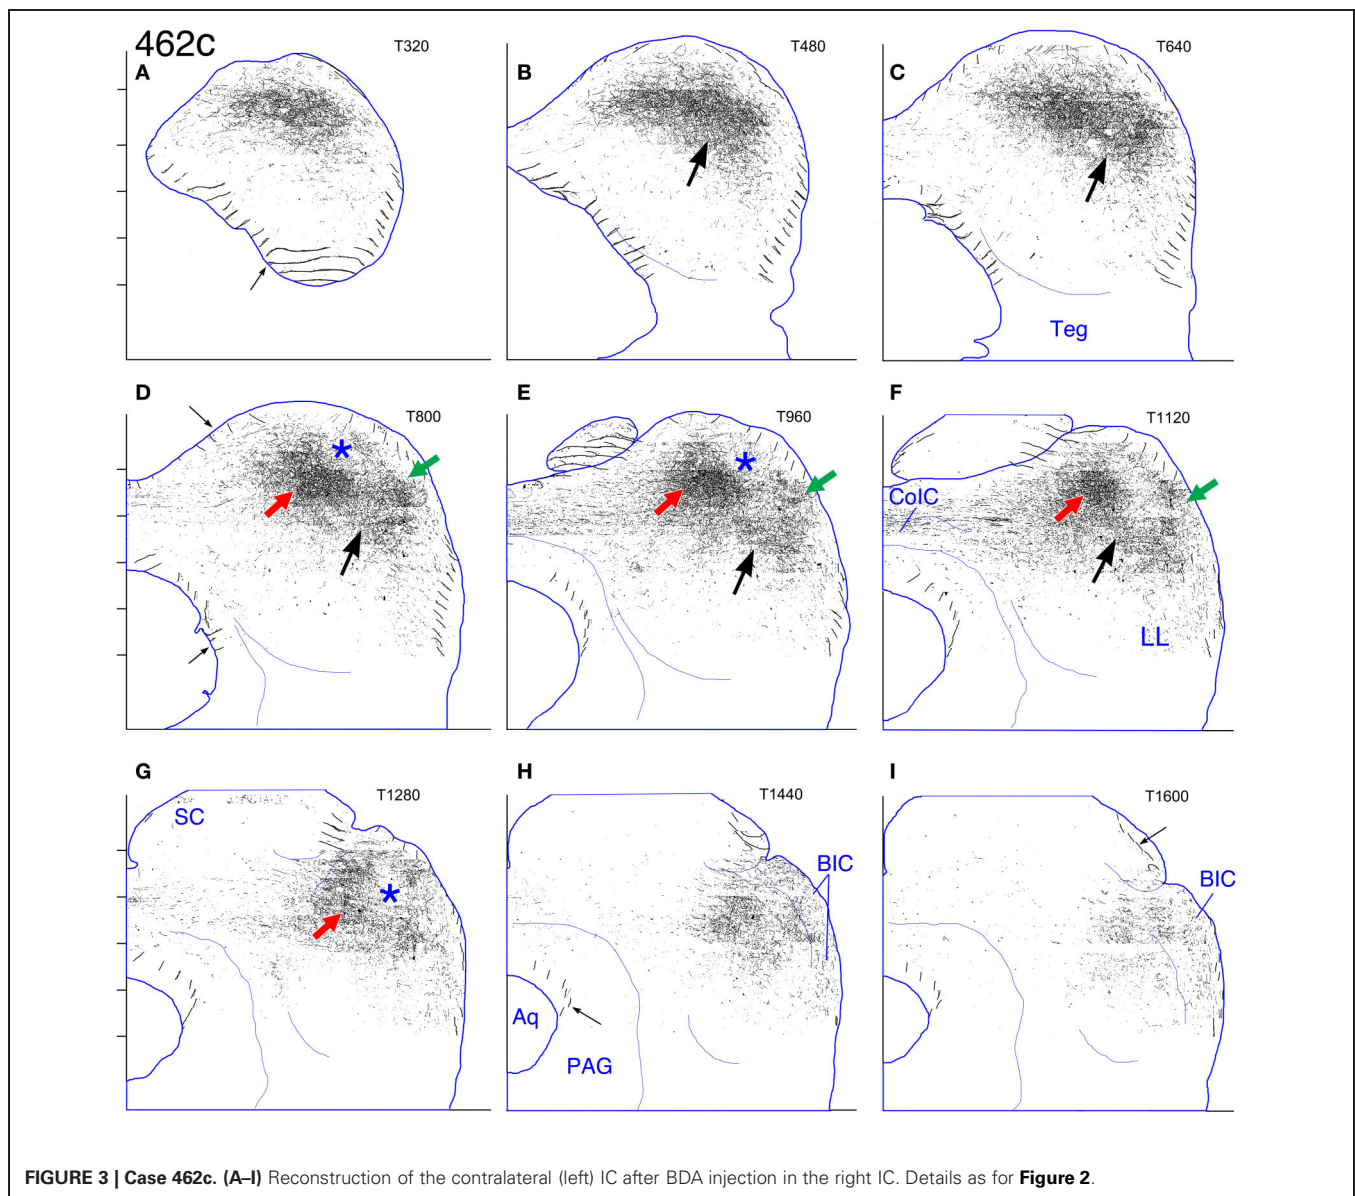 462c
A
T320
B
T480
C
T640
Teg
D
T800
*
E
T960
*
F
T1120
CoIC
LL
G
T1280
SC
*
H
T1440
BIC
Aq
PAG
I
T1600
BIC
FIGURE 3 | Case 462c. (A–I) Reconstruction of the contralateral (left) IC after BDA injection in the right IC. Details as for Figure 2.